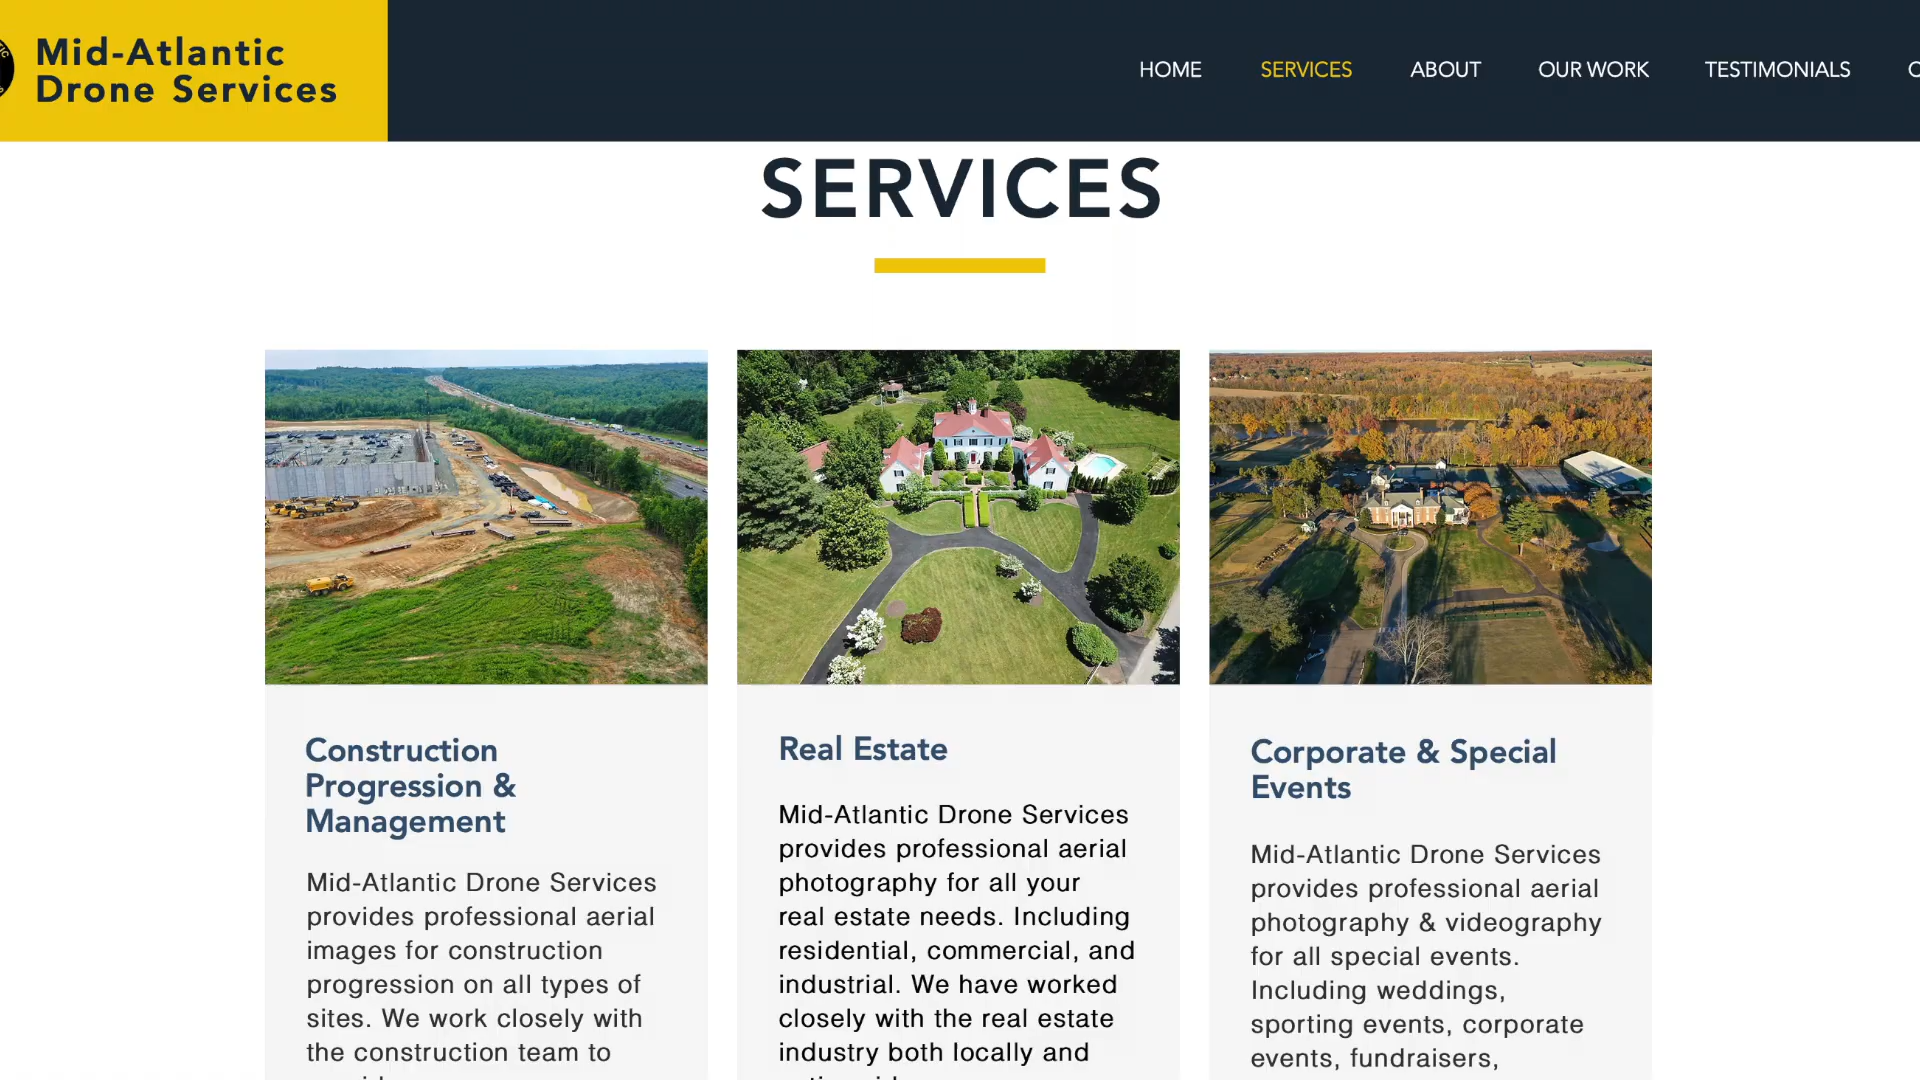 Mid-Atlantic
Drone Services
HOME SERVICES ABOUT OUR WORK TESTIMONIALS
SERVICES
Construction
Progression &
Management
Mid-Atlantic Drone Services
provides professional aerial
images for construction
progression on all types of
sites. We work closely with
the construction team to
Real Estate
Mid-Atlantic Drone Services
provides professional aerial
photography for all your
real estate needs. Including
residential, commercial, and
industrial. We have worked
closely with the real estate
industry both locally and
Corporate & Special
Events
Mid-Atlantic Drone Services
provides professional aerial
photography & videography
for all special events.
Including weddings,
sporting events, corporate
events, fundraisers,